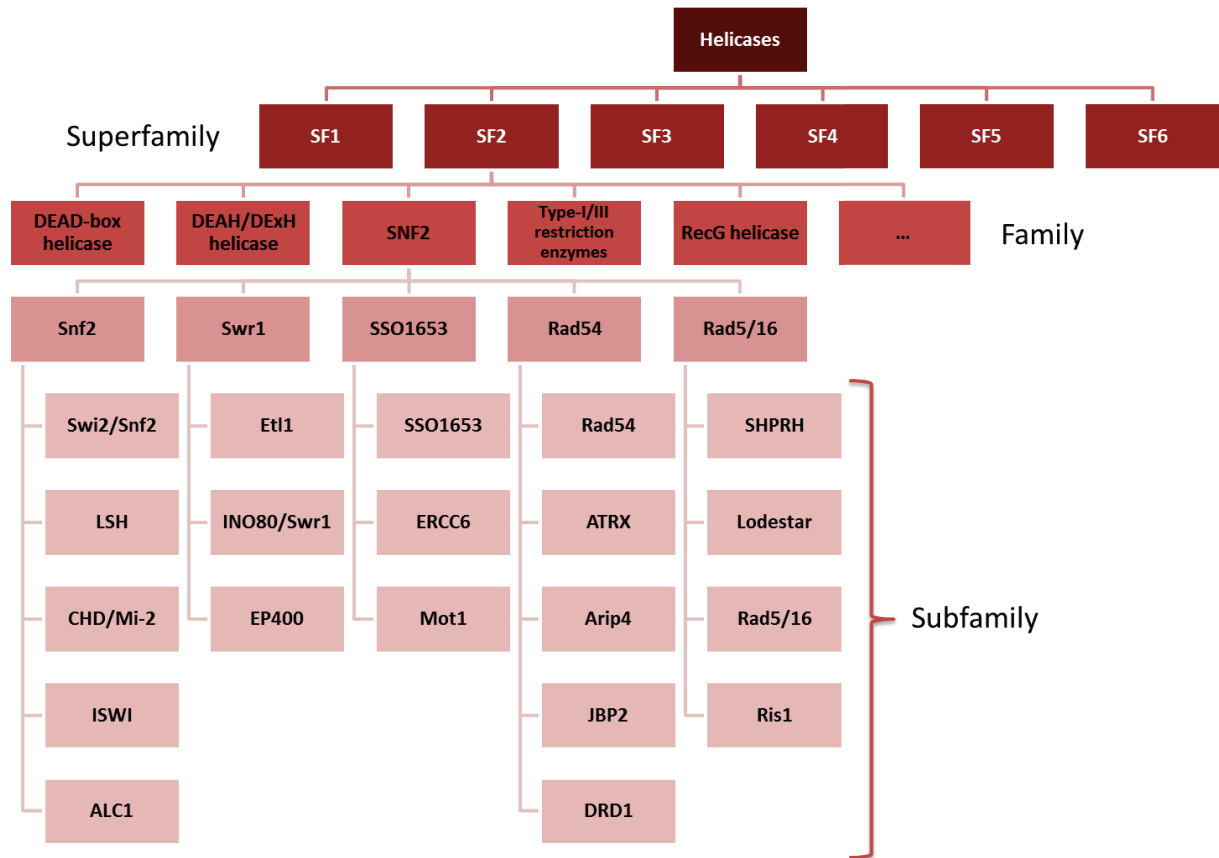 Helicases
Superfamily
SF1
SF2
SF3
SF4
SF5
SF6
DEAD-box
helicase
DEAH/DExH
helicase
SNF2
Type-I/III
restriction
enzymes
RecG helicase
...
Family
Snf2
Swr1
SSO1653
Rad54
Rad5/16
Swi2/Snf2
Etl1
SSO1653
Rad54
SHPRH
LSH
INO80/Swr1
ERCC6
ATRX
Lodestar
CHD/Mi-2
EP400
Mot1
Arip4
Rad5/16
Subfamily
ISWI
JBP2
Ris1
ALC1
DRD1